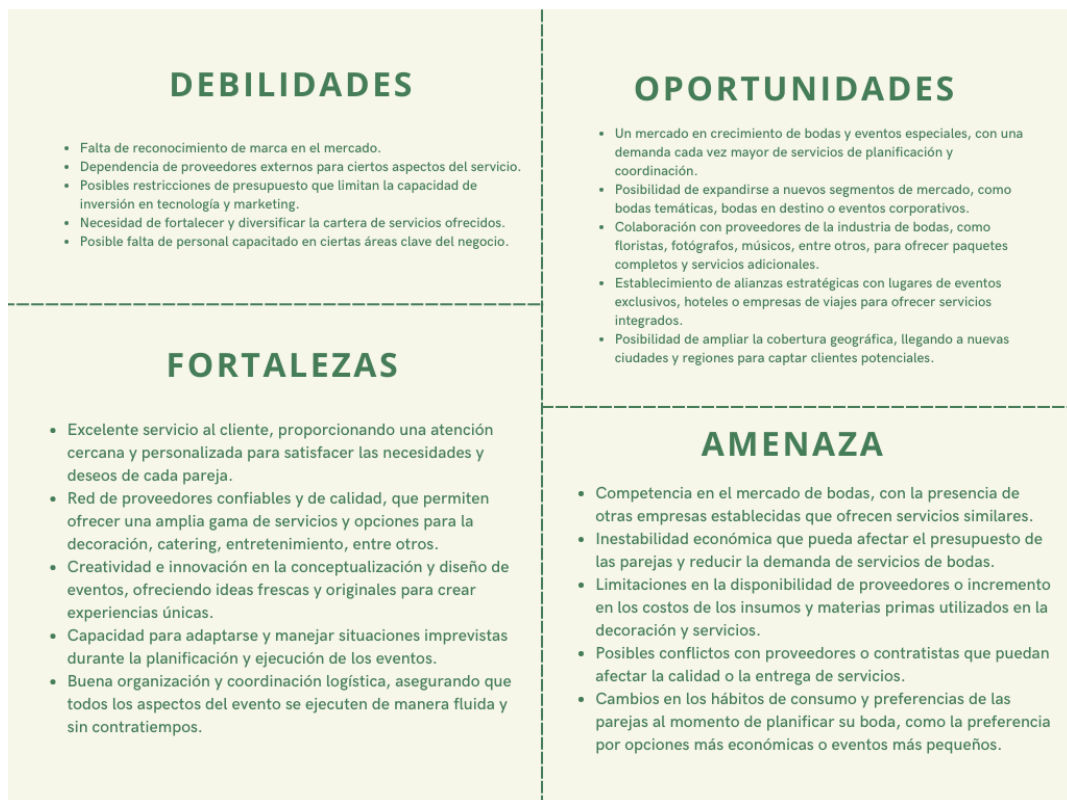 DEBILIDADES
• Falta de reconocimiento de marca en el mercado.
• Dependencia de proveedores externos para ciertos aspectos del servicio.
• Posibles restricciones de presupuesto que limitan la capacidad de
inversión en tecnología y marketing.
• Necesidad de fortalecer y diversificar la cartera de servicios ofrecidos.
• Posible falta de personal capacitado en ciertas áreas clave del negocio.
OPORTUNIDADES
• Un mercado en crecimiento de bodas y eventos especiales, con una
demanda cada vez mayor de servicios de planificación y
coordinación.
• Posibilidad de expandirse a nuevos segmentos de mercado, como
bodas temáticas, bodas en destino o eventos corporativos.
• Colaboración con proveedores de la industria de bodas, como
floristas, fotógrafos, músicos, entre otros, para ofrecer paquetes
completos y servicios adicionales.
• Establecimiento de alianzas estratégicas con lugares de eventos
exclusivos, hoteles o empresas de viajes para ofrecer servicios
integrados.
• Posibilidad de ampliar la cobertura geográfica, llegando a nuevas
ciudades y regiones para captar clientes potenciales.
FORTALEZAS
• Excelente servicio al cliente, proporcionando una atención
cercana y personalizada para satisfacer las necesidades y
deseos de cada pareja.
• Red de proveedores confiables y de calidad, que permiten
ofrecer una amplia gama de servicios y opciones para la
decoración, catering, entretenimiento, entre otros.
• Creatividad e innovación en la conceptualización y diseño de
eventos, ofreciendo ideas frescas y originales para crear
experiencias únicas.
• Capacidad para adaptarse y manejar situaciones imprevistas
durante la planificación y ejecución de los eventos.
• Buena organización y coordinación logística, asegurando que
todos los aspectos del evento se ejecuten de manera fluida y
sin contratiempos.
AMENAZA
• Competencia en el mercado de bodas, con la presencia de
otras empresas establecidas que ofrecen servicios similares.
• Inestabilidad económica que pueda afectar el presupuesto de
las parejas y reducir la demanda de servicios de bodas.
• Limitaciones en la disponibilidad de proveedores o incremento
en los costos de los insumos y materias primas utilizados en la
decoración y servicios.
• Posibles conflictos con proveedores o contratistas que puedan
afectar la calidad o la entrega de servicios.
• Cambios en los hábitos de consumo y preferencias de las
parejas al momento de planificar su boda, como la preferencia
por opciones más económicas o eventos más pequeños.